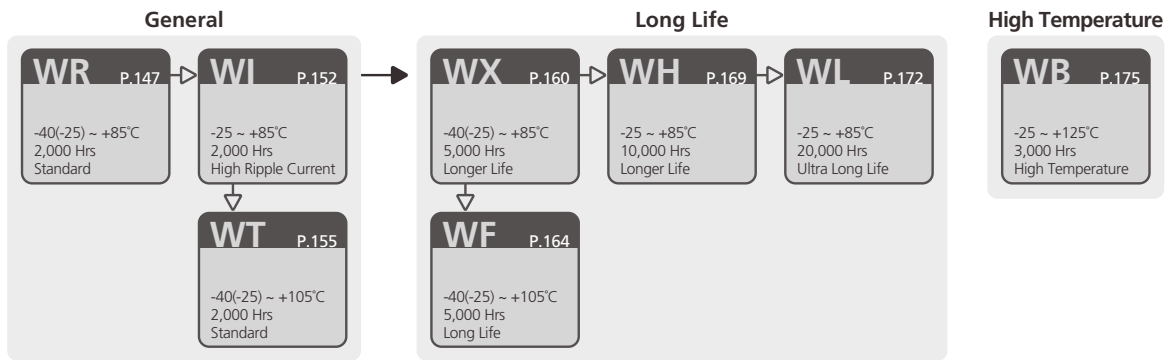 General
WR P.147
-40(-25) ~ +85˚C
2,000 Hrs
Standard
WI P.152
-25 ~ +85˚C
2,000 Hrs
High Ripple Current
WT P.155
-40(-25) ~ +105˚C
2,000 Hrs
Standard
Long Life
WX P.160
-40(-25) ~ +85˚C
5,000 Hrs
Longer Life
WH P.169
-25 ~ +85˚C
10,000 Hrs
Longer Life
WL P.172
-25 ~ +85˚C
20,000 Hrs
Ultra Long Life
WF P.164
-40(-25) ~ +105˚C
5,000 Hrs
Long Life
High Temperature
WB P.175
-25 ~ +125˚C
3,000 Hrs
High Temperature